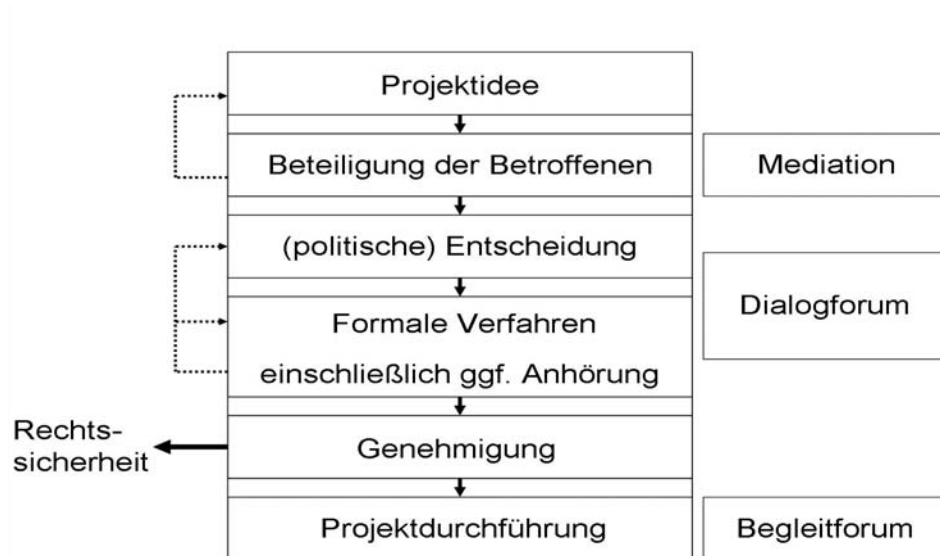 Projektidee
Beteiligung der Betroffenen
Mediation
(politische) Entscheidung
Dialogforum
Formale Verfahren
einschließlich ggf. Anhörung
Rechts-
sicherheit
Genehmigung
Projektdurchführung
Begleitforum